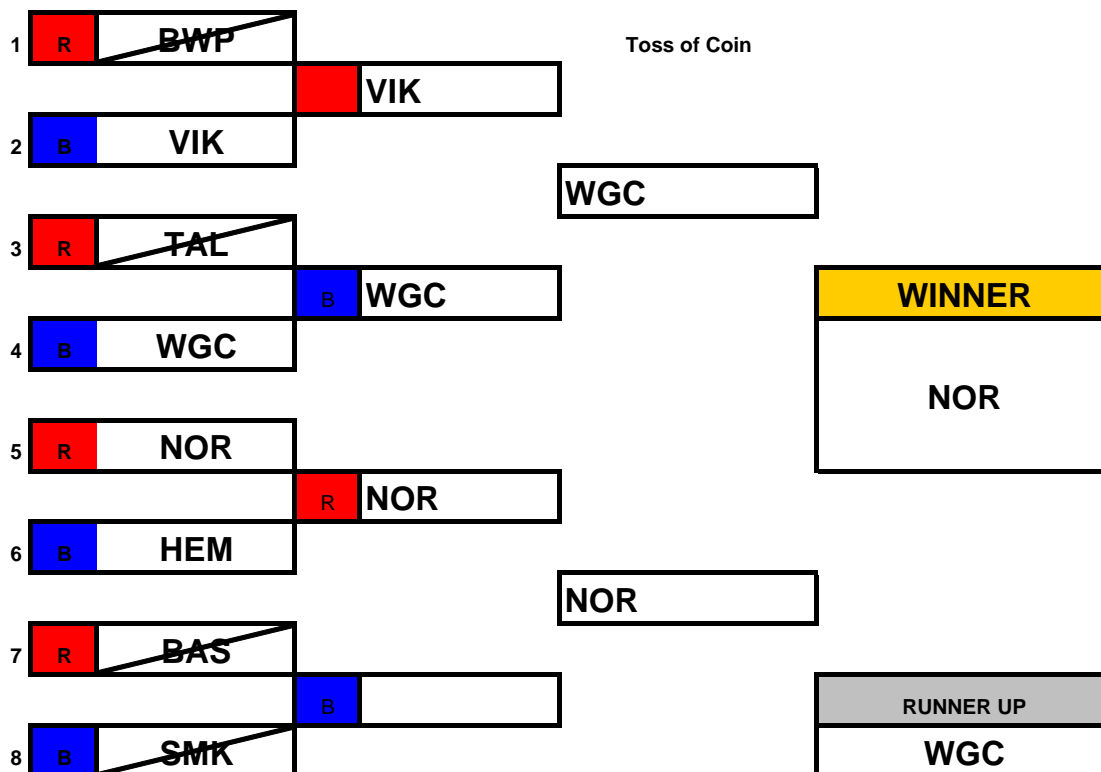 1 R BWP
Toss of Coin
VIK
2 B VIK
WGC
3 R TAL
B WGC
WINNER
4 B WGC
NOR
5 R NOR
R NOR
6 B HEM
NOR
7 R BAS
B
RUNNER UP
8 B SMK
WGC